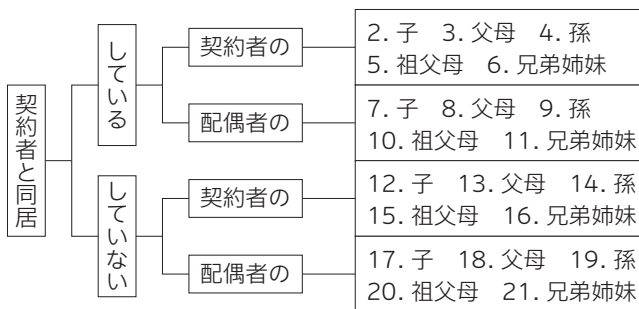 契約者と同居
している
契約者の
2. 子 3. 父母 4. 孫
5. 祖父母 6. 兄弟姉妹
配偶者の
7. 子 8. 父母 9. 孫
10. 祖父母 11. 兄弟姉妹
していない
契約者の
12. 子 13. 父母 14. 孫
15. 祖父母 16. 兄弟姉妹
配偶者の
17. 子 18. 父母 19. 孫
20. 祖父母 21. 兄弟姉妹